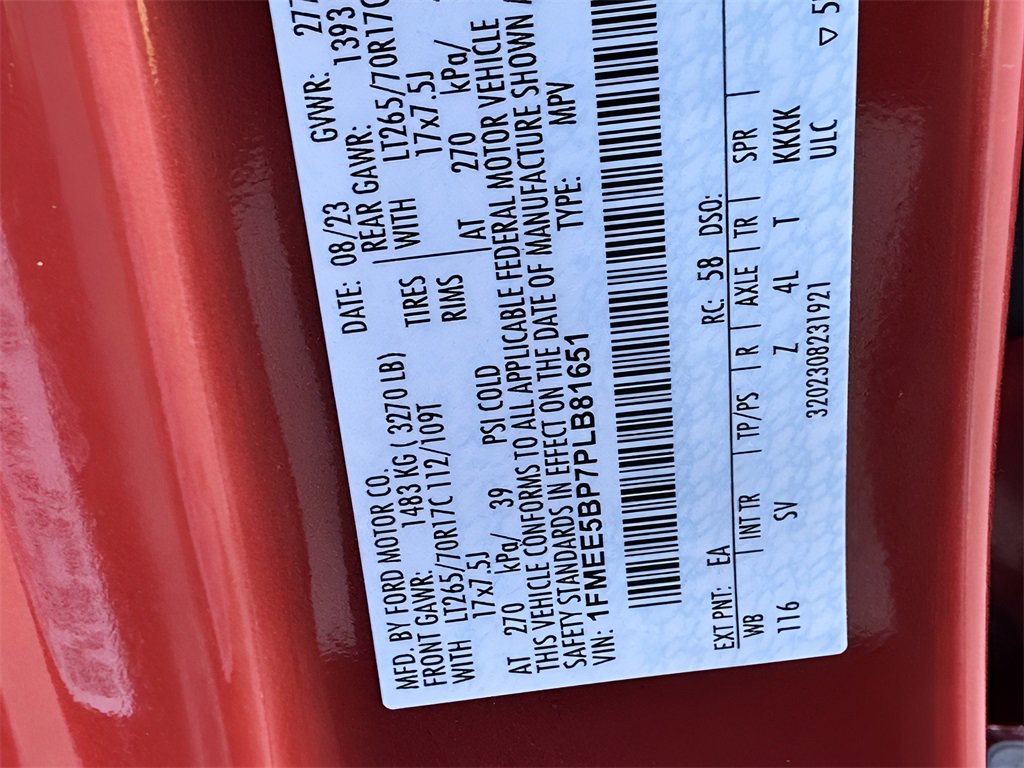 MFD. BY FORD MOTOR CO. DATE: 08/23 GVWR: 277
FRONT GAWR: 1483 KG ( 3270 LB) REAR GAWR: 1393
WITH LT265/70R17C 112/109T TIRES WITH LT265/70R17C
17x7.5J RIMS 17x7.5J
AT 270 kPa/ 39 PSI COLD AT 270 kPa/
THIS VEHICLE CONFORMS TO ALL APPLICABLE FEDERAL MOTOR VEHICLE
SAFETY STANDARDS IN EFFECT ON THE DATE OF MANUFACTURE SHOWN
VIN: 1FMEE5BP7PLB81651 TYPE: MPV
EXT PNT: EA RC: 58 DSO:
WB | INT TR | TP/PS | R | AXLE | TR | SPR |
116 SV Z 4L T KKKK
3202308231921 ULC
▽ 5